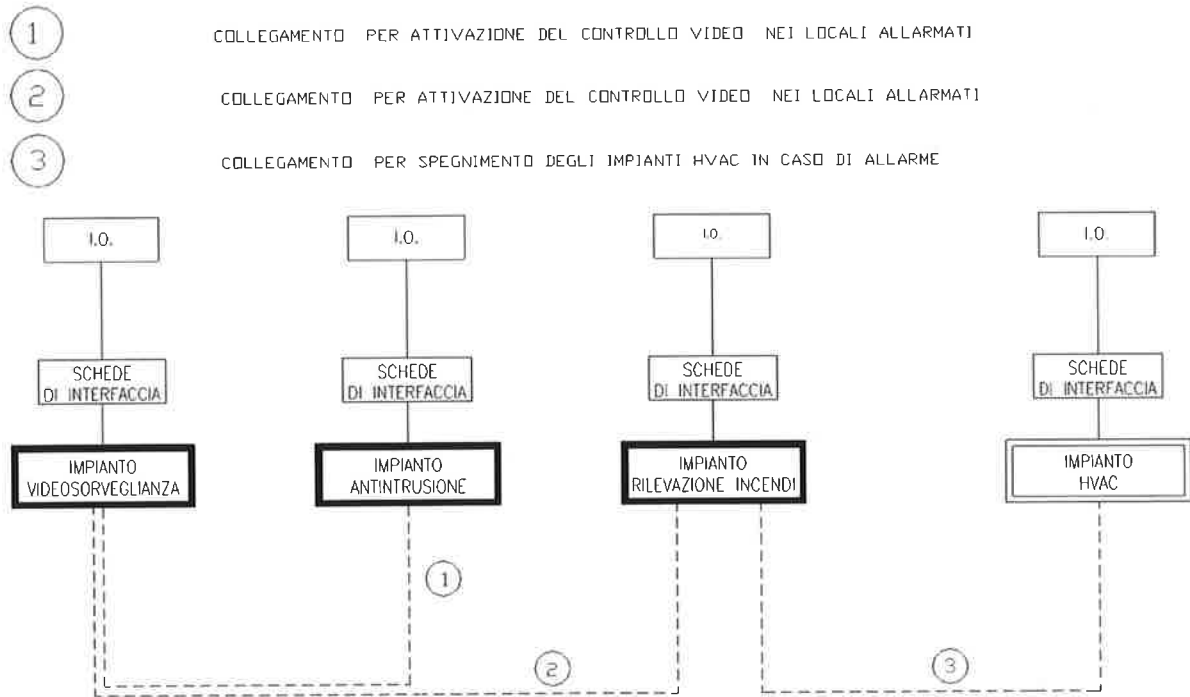 1
COLLEGAMENTO PER ATTIVAZIONE DEL CONTROLLO VIDEO NEI LOCALI ALLARMATI
2
COLLEGAMENTO PER ATTIVAZIONE DEL CONTROLLO VIDEO NEI LOCALI ALLARMATI
3
COLLEGAMENTO PER SPEGNIMENTO DEGLI IMPIANTI HVAC IN CASO DI ALLARME
I.O.
I.O.
I.O.
I.O.
SCHEDE
DI INTERFACCIA
SCHEDE
DI INTERFACCIA
SCHEDE
DI INTERFACCIA
SCHEDE
DI INTERFACCIA
IMPIANTO
VIDEOSORVEGLIANZA
IMPIANTO
ANTINTRUSIONE
IMPIANTO
RILEVAZIONE INCENDI
IMPIANTO
HVAC
1
2
3